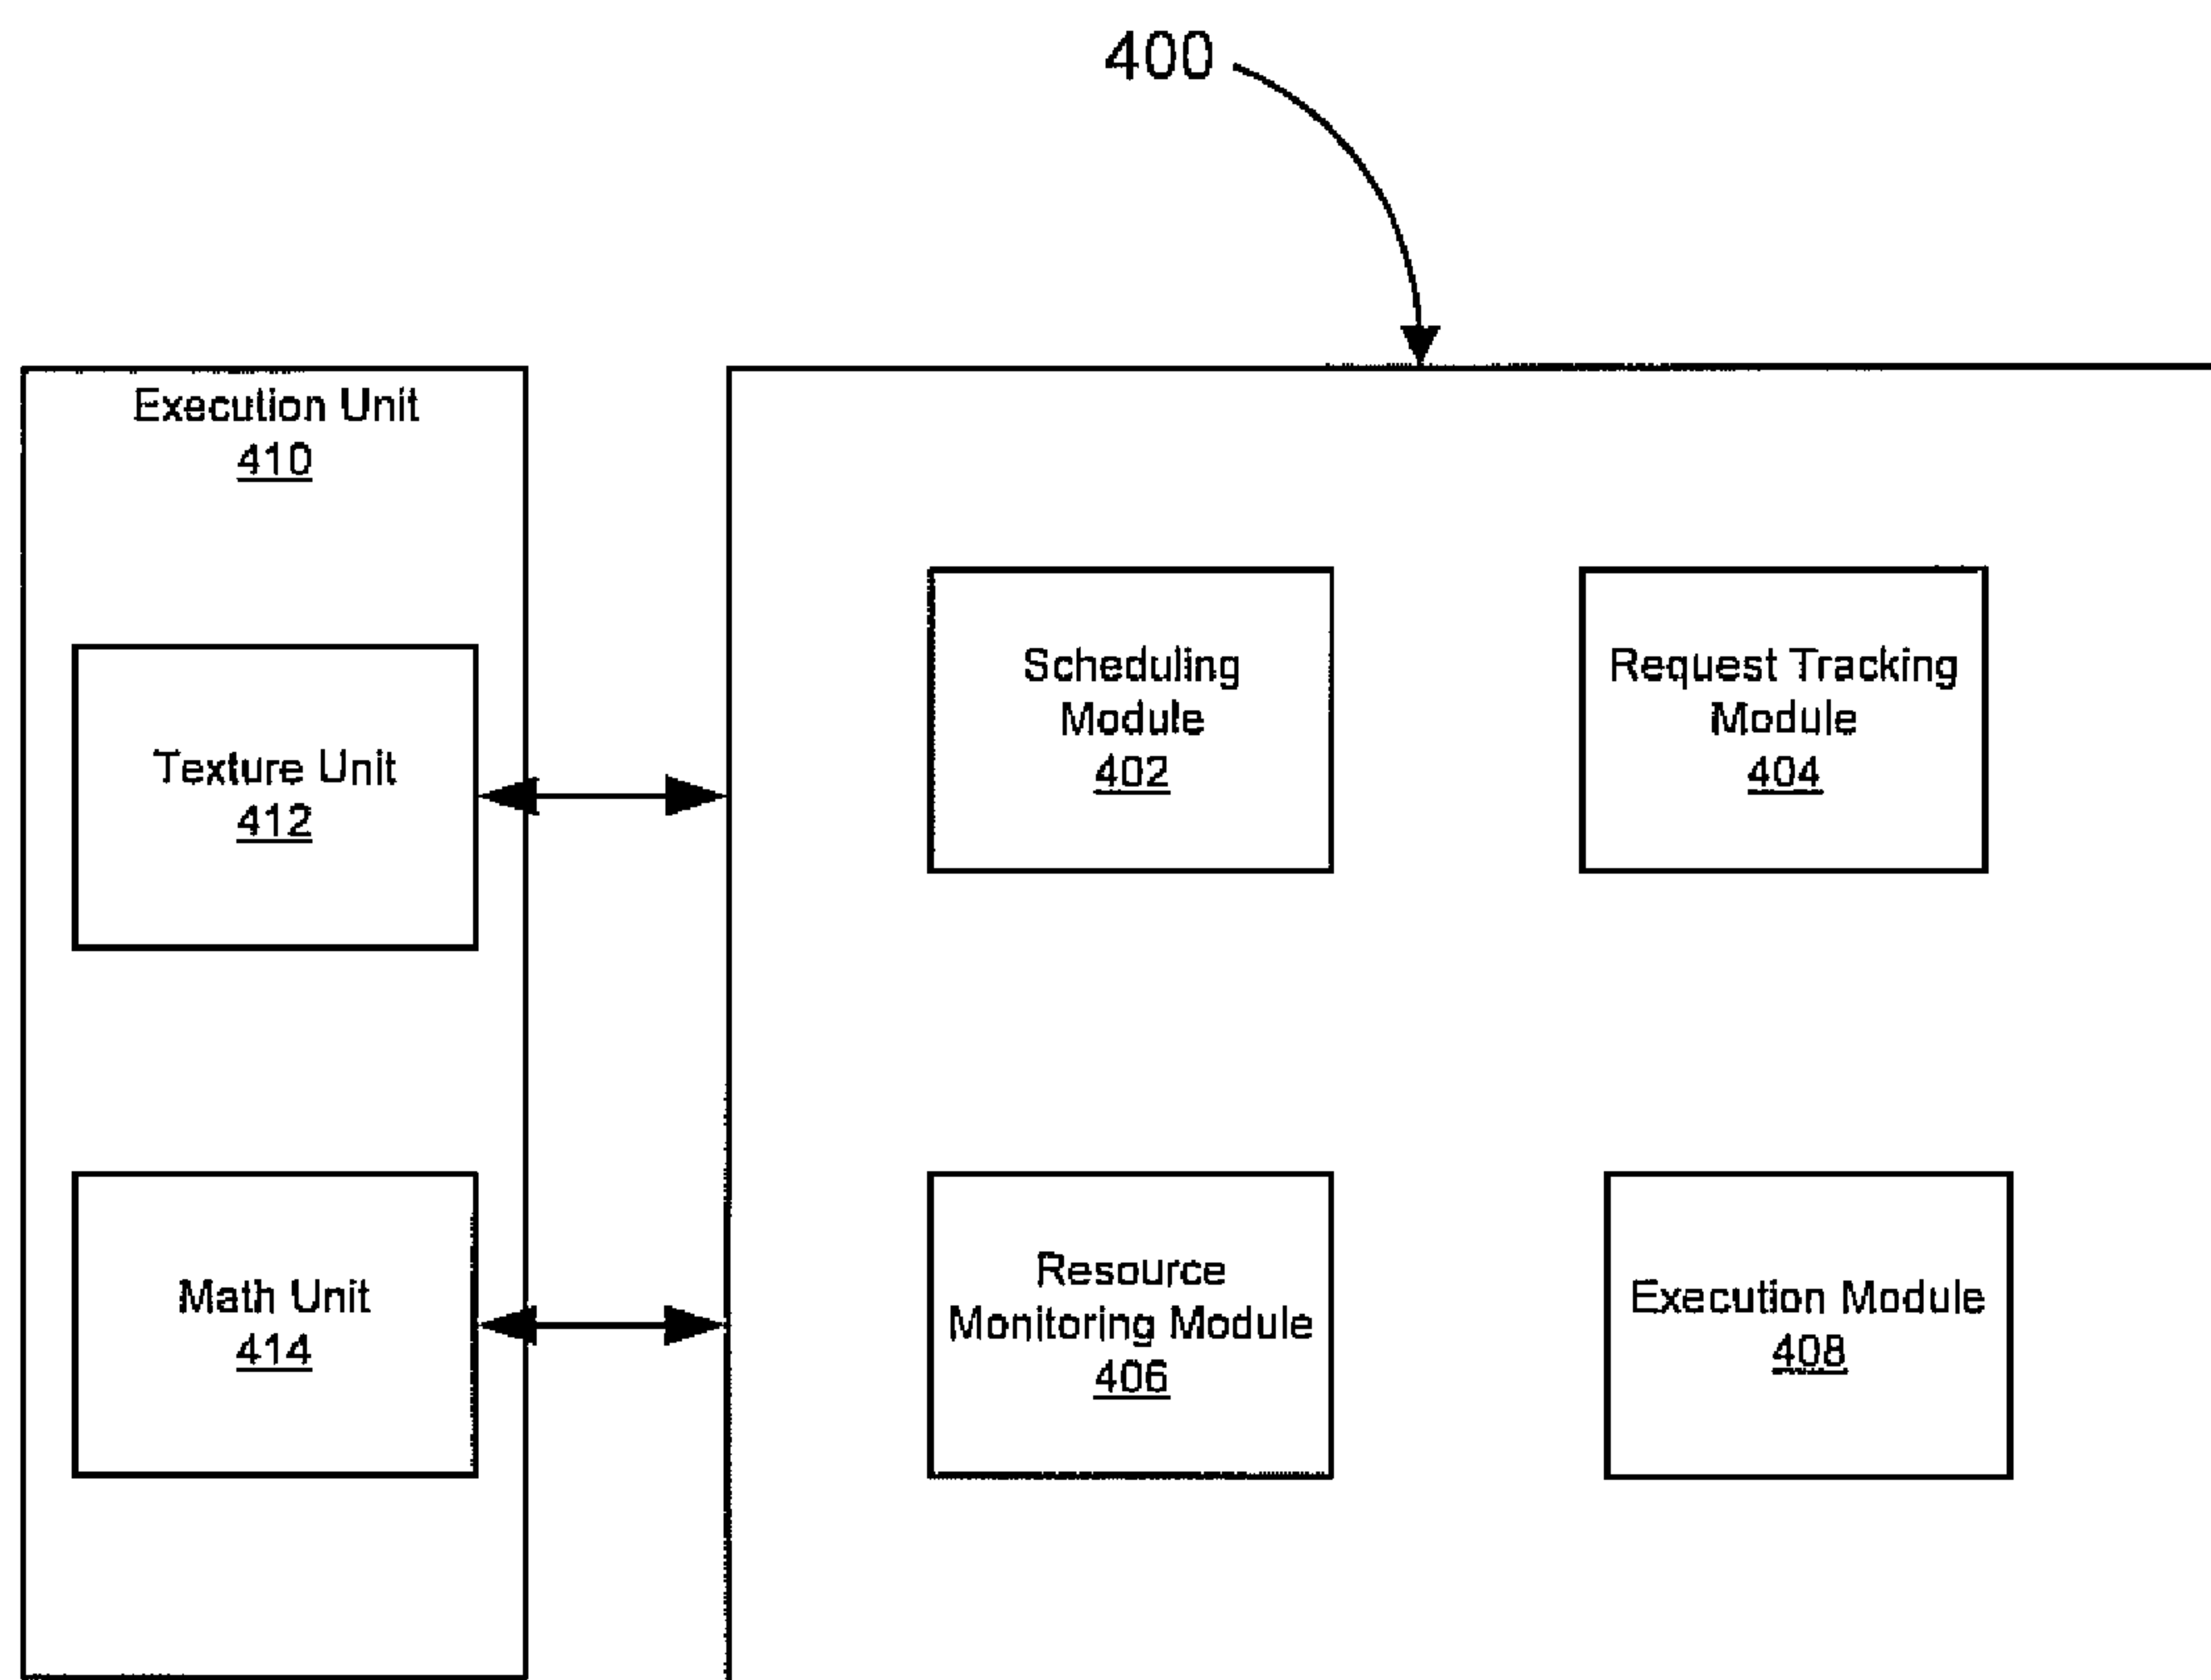 400
Execution Unit
410
Scheduling
Module
402
Request Tracking
Module
404
Texture Unit
412
Resource
Monitoring Module
406
Execution Module
408
Math Unit
414